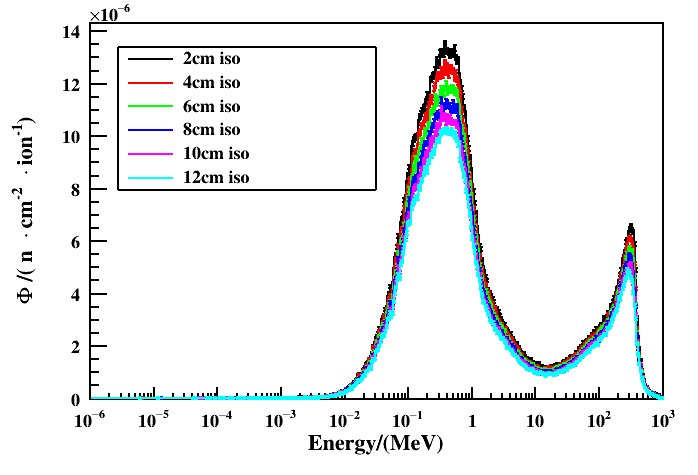 ×10⁻⁶
14
12
10
8
6
4
2
0
Φ /( n · cm⁻² · ion⁻¹)
2cm iso
4cm iso
6cm iso
8cm iso
10cm iso
12cm iso
10⁻⁶ 10⁻⁵ 10⁻⁴ 10⁻³ 10⁻² 10⁻¹ 1 10 10² 10³
Energy/(MeV)